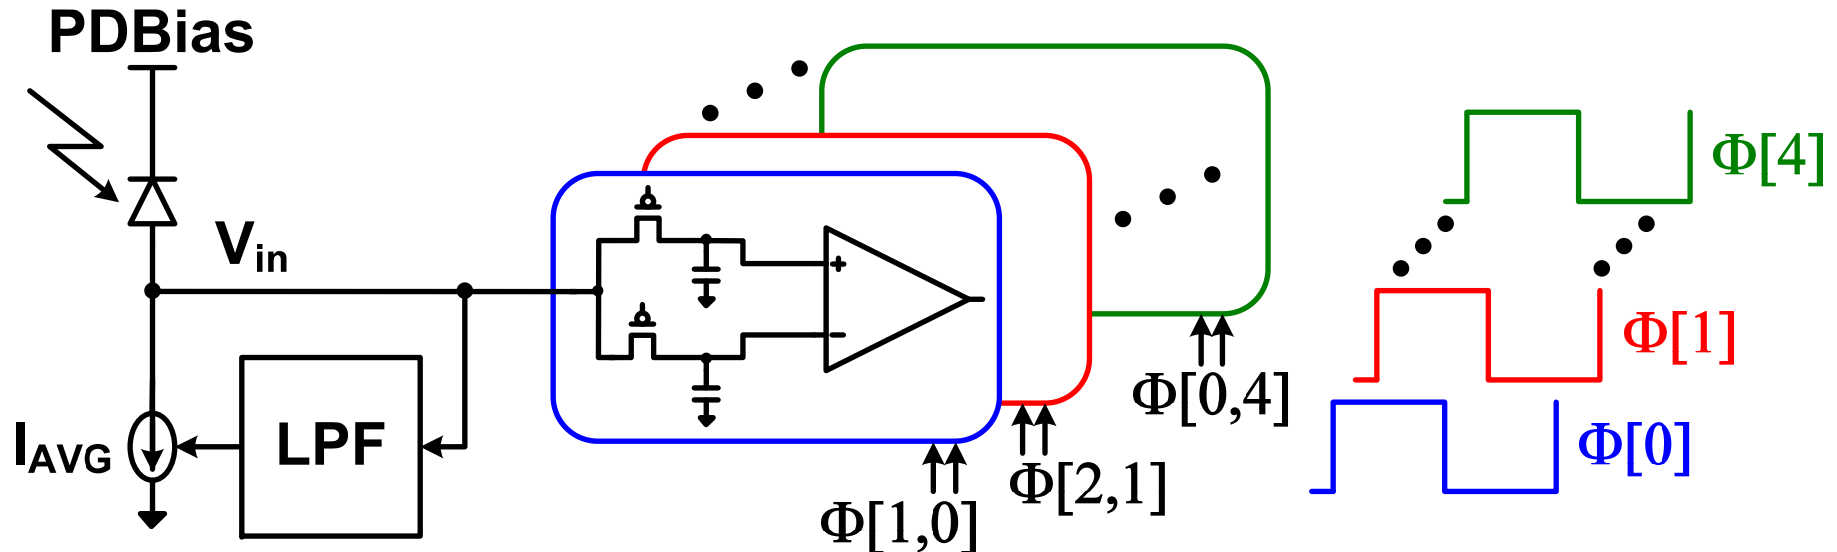 PDBias
Vin
IAVG
LPF
+
−
Φ[1,0]
Φ[2,1]
Φ[0,4]
Φ[4]
Φ[1]
Φ[0]